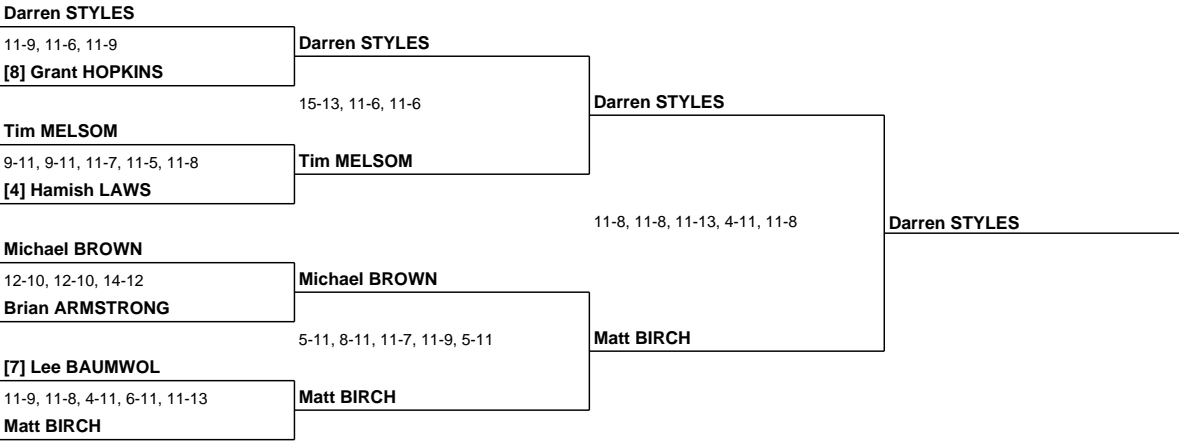 Darren STYLES
11-9, 11-6, 11-9
Darren STYLES
[8] Grant HOPKINS
15-13, 11-6, 11-6
Darren STYLES
Tim MELSOM
9-11, 9-11, 11-7, 11-5, 11-8
Tim MELSOM
[4] Hamish LAWS
11-8, 11-8, 11-13, 4-11, 11-8
Darren STYLES
Michael BROWN
12-10, 12-10, 14-12
Michael BROWN
Brian ARMSTRONG
5-11, 8-11, 11-7, 11-9, 5-11
Matt BIRCH
[7] Lee BAUMWOL
11-9, 11-8, 4-11, 6-11, 11-13
Matt BIRCH
Matt BIRCH